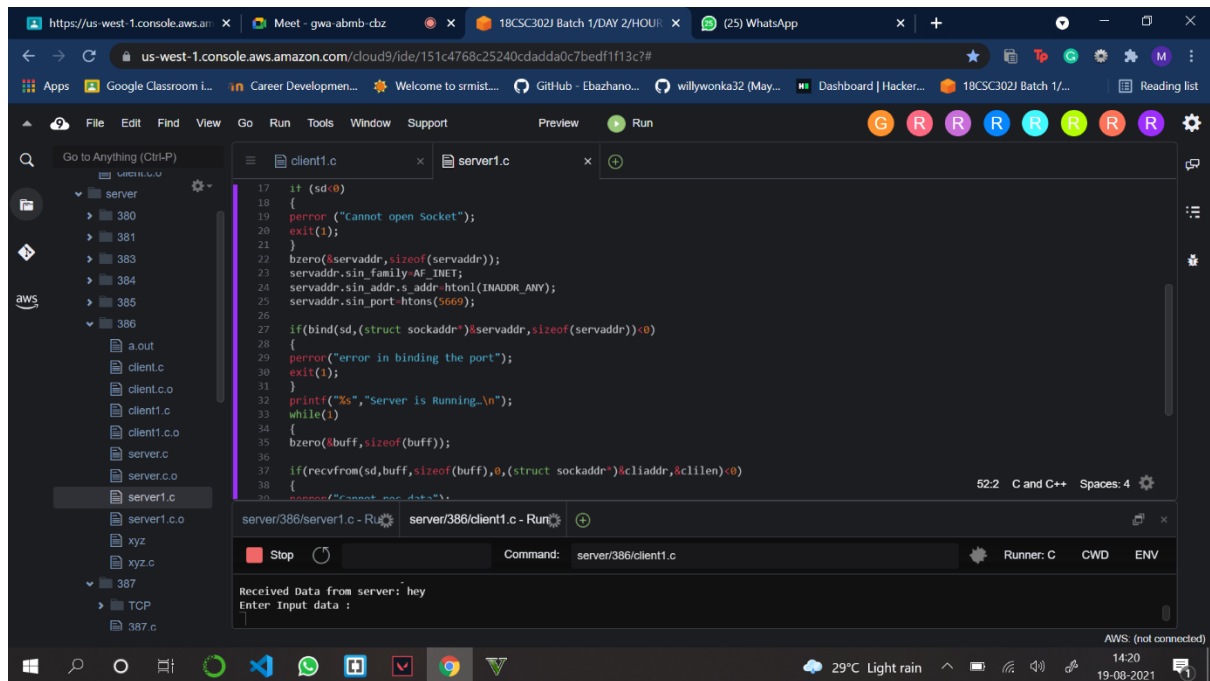 https://us-west-1.console.aws.am
Meet - gwa-abmb-cbz
18CSC302J Batch 1/DAY 2/HOUR
(25) WhatsApp
us-west-1.console.aws.amazon.com/cloud9/ide/151c4768c25240cdadda0c7bedf1f13c?#
Apps Google Classroom i... Career Developmen... Welcome to srmist.... GitHub - Ebazhano... willywonka32 (May... Dashboard | Hacker... 18CSC302J Batch 1/... Reading list
File Edit Find View Go Run Tools Window Support Preview Run G R R R R R R R
Go to Anything (Ctrl-P) client1.c server1.c
client.c.o
server
380
381
383
384
aws
385
386
a.out
client.c
client.c.o
client1.c
client1.c.o
server.c
server.c.o
server1.c
server1.c.o
xyz
xyz.c
387
TCP
387.c
17 if (sd<0)
18 {
19 perror ("Cannot open Socket");
20 exit(1);
21 }
22 bzero(&servaddr,sizeof(servaddr));
23 servaddr.sin_family=AF_INET;
24 servaddr.sin_addr.s_addr=htonl(INADDR_ANY);
25 servaddr.sin_port=htons(5669);
26
27 if(bind(sd,(struct sockaddr*)&servaddr,sizeof(servaddr))<0)
28 {
29 perror("error in binding the port");
30 exit(1);
31 }
32 printf("%s","Server is Running…\n");
33 while(1)
34 {
35 bzero(&buff,sizeof(buff));
36
37 if(recvfrom(sd,buff,sizeof(buff),0,(struct sockaddr*)&cliaddr,&clilen)<0)
38 {
39 perror("Cannot rec data");
52:2 C and C++ Spaces: 4
server/386/server1.c - Ru server/386/client1.c - Run
Stop Command: server/386/client1.c Runner: C CWD ENV
Received Data from server: hey
Enter Input data :
AWS: (not connected)
29°C Light rain
14:20
19-08-2021